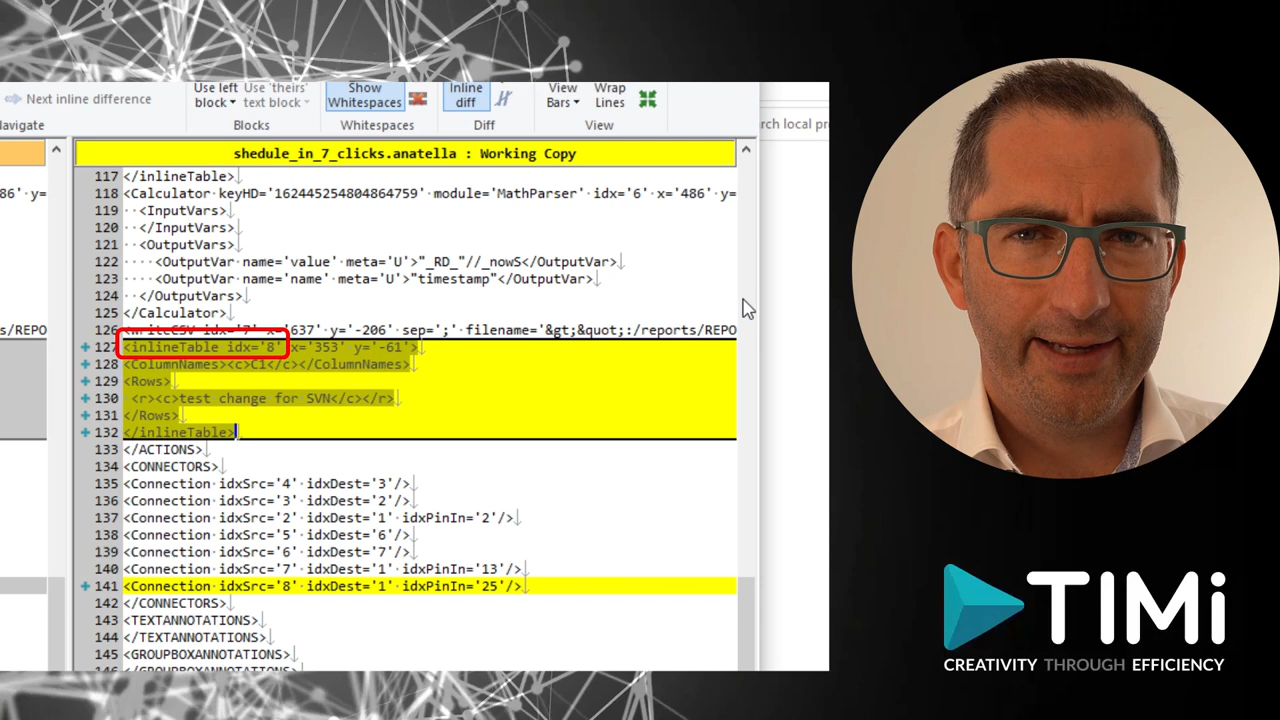 Next inline difference
Use left block
Use 'theirs' text block
Show Whitespaces
Inline diff
View Bars
Wrap Lines
avigate
Blocks
Whitespaces
Diff
View
rch local pr
shedule_in_7_clicks.anatella : Working Copy
117 </inlineTable>
86' y=
118 <Calculator·keyHD='162445254804864759'·module='MathParser'·idx='6'·x='486'·y=
119 ··<InputVars>
120 ··</InputVars>
121 ··<OutputVars>
122 ····<OutputVar·name='value'·meta='U'>"_RD_"//_nowS</OutputVar>
123 ····<OutputVar·name='name'·meta='U'>"timestamp"</OutputVar>
124 ··</OutputVars>
125 </Calculator>
s/REPO
126 <writeCSV·idx='7'·x='637'·y='-206'·sep=';'·filename='&gt;&quot;:/reports/REPO
127 <inlineTable·idx='8'·x='353'·y='-61'>
128 <ColumnNames><c>C1</c></ColumnNames>
129 <Rows>
130 ·<r><c>test·change·for·SVN</c></r>
131 </Rows>
132 </inlineTable>
133 </ACTIONS>
134 <CONNECTORS>
135 <Connection·idxSrc='4'·idxDest='3'/>
136 <Connection·idxSrc='3'·idxDest='2'/>
137 <Connection·idxSrc='2'·idxDest='1'·idxPinIn='2'/>
138 <Connection·idxSrc='5'·idxDest='6'/>
139 <Connection·idxSrc='6'·idxDest='7'/>
140 <Connection·idxSrc='7'·idxDest='1'·idxPinIn='13'/>
141 <Connection·idxSrc='8'·idxDest='1'·idxPinIn='25'/>
142 </CONNECTORS>
143 <TEXTANNOTATIONS>
144 </TEXTANNOTATIONS>
145 <GROUPBOXANNOTATIONS>
146 </GROUPBOXANNOTATIONS>
TIMi
CREATIVITY THROUGH EFFICIENCY